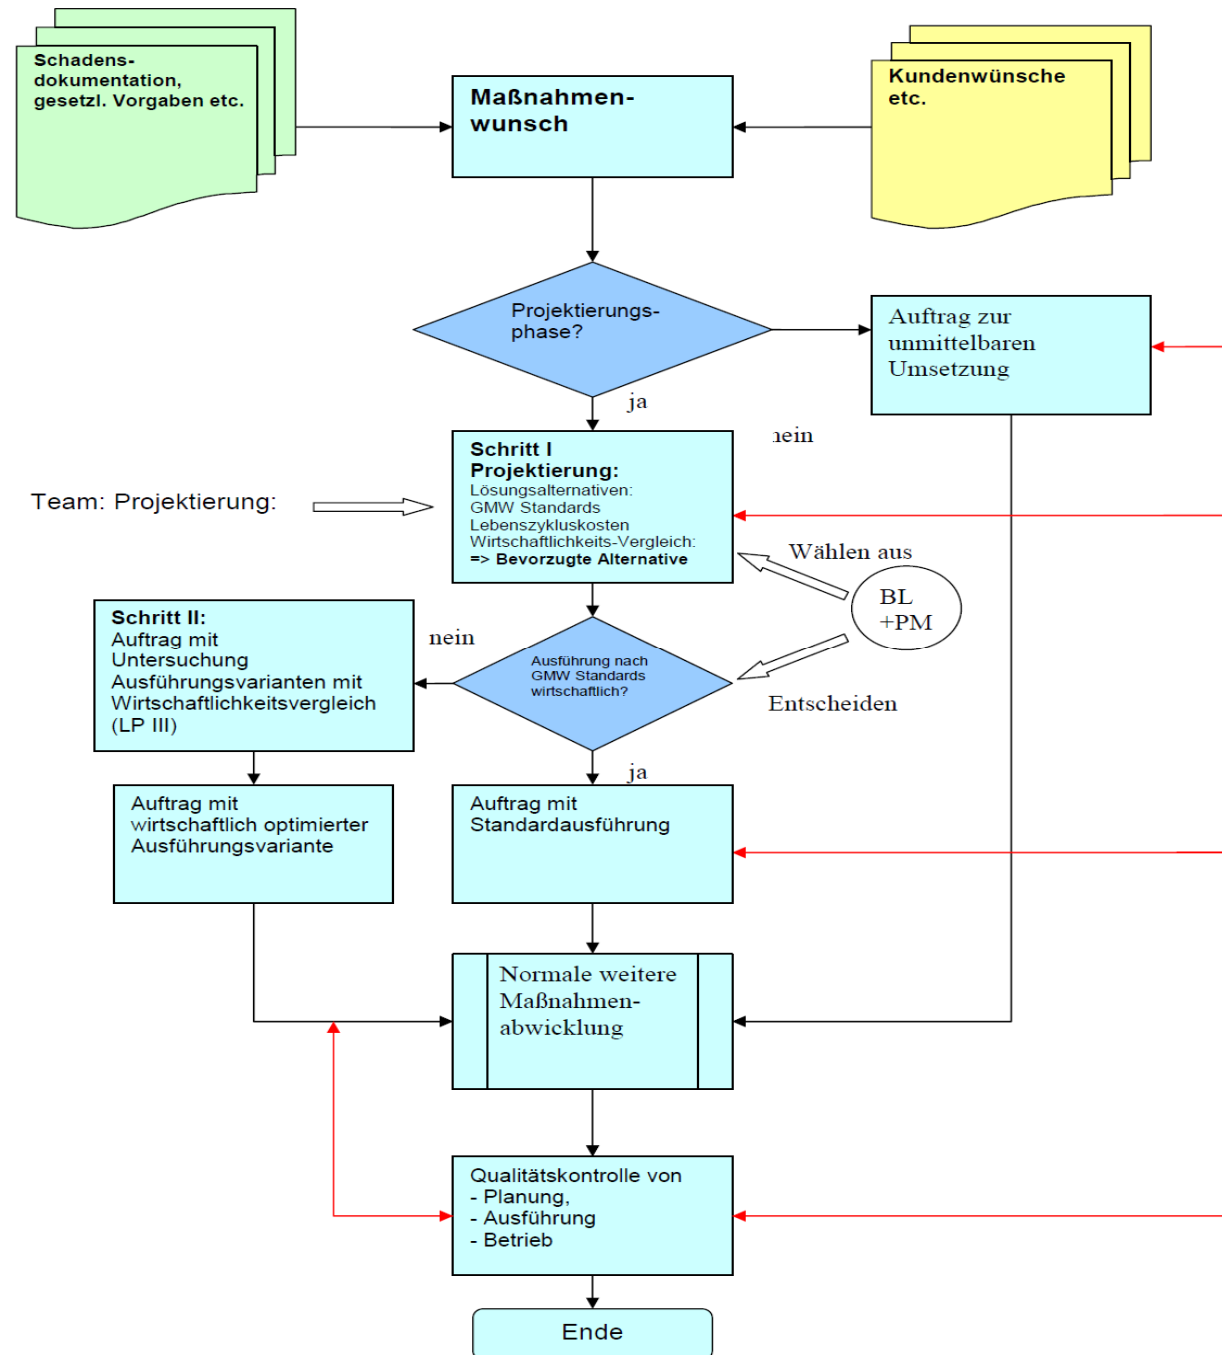 Schadens-
dokumentation,
gesetzl. Vorgaben etc.
Maßnahmen-
wunsch
Kundenwünsche
etc.
Projektierungs-
phase?
Auftrag zur
unmittelbaren
Umsetzung
ja
nein
Schritt I
Projektierung:
Lösungsalternativen:
GMW Standards
Lebenszykluskosten
Wirtschaftlichkeits-Vergleich:
=> Bevorzugte Alternative
Team: Projektierung:
Wählen aus
BL
+PM
Schritt II:
Auftrag mit
Untersuchung
Ausführungsvarianten mit
Wirtschaftlichkeitsvergleich
(LP III)
nein
Ausführung nach
GMW Standards
wirtschaftlich?
Entscheiden
ja
Auftrag mit
wirtschaftlich optimierter
Ausführungsvariante
Auftrag mit
Standardausführung
Normale weitere
Maßnahmen-
abwicklung
Qualitätskontrolle von
- Planung,
- Ausführung
- Betrieb
Ende